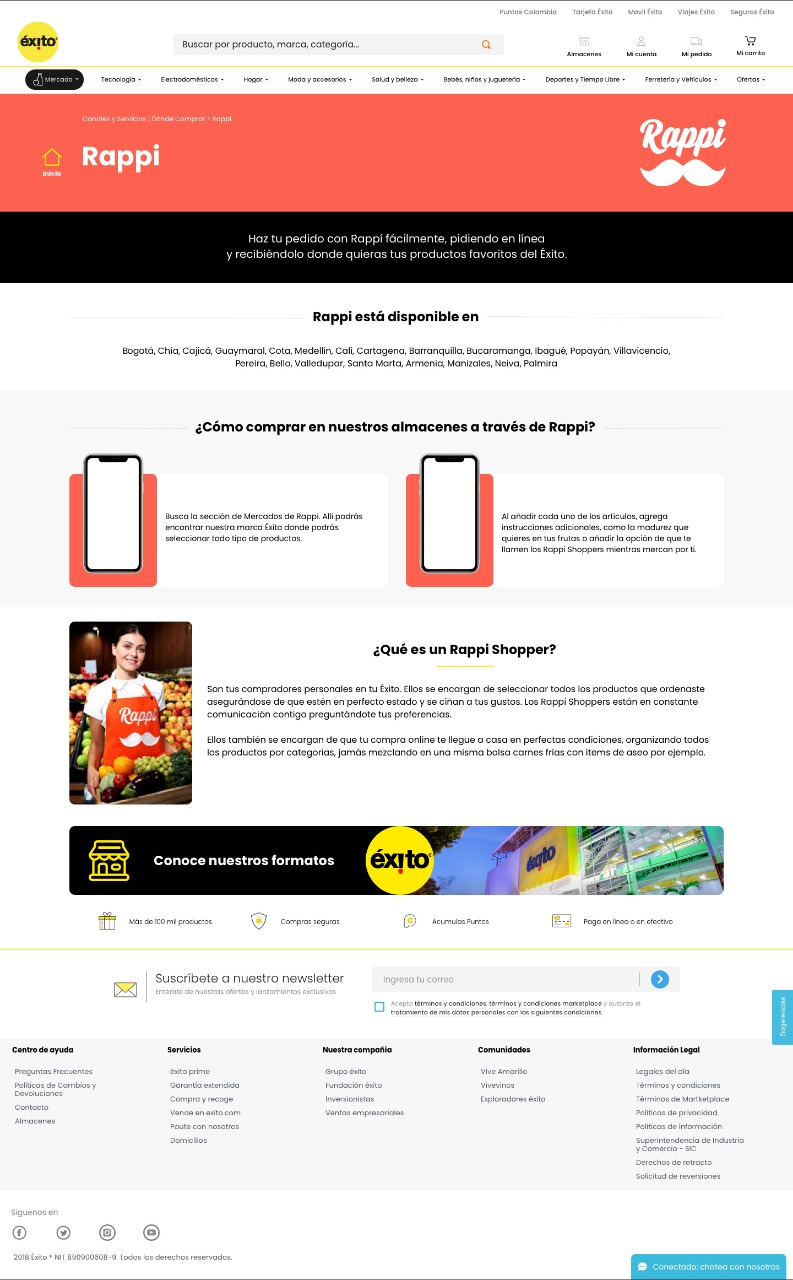 Puntos Colombia Tarjeta Éxito Movil Éxito Viajes Éxito Seguros Éxito
éxito
Buscar por producto, marca, categoría...
Almacenes Mi cuenta Mi pedido Mi carrito
Mercado Tecnología Electrodomésticos Hogar Moda y accesorios Salud y belleza Bebés, niños y juguetería Deportes y Tiempo Libre Ferretería y Vehículos Ofertas
Canales y Servicios | Dónde Comprar > Rappi
Inicio
Rappi
Rappi
Haz tu pedido con Rappí fácilmente, pidiendo en línea
y recibiéndolo donde quieras tus productos favoritos del Éxito.
Rappi está disponible en
Bogotá, Chía, Cajicá, Guaymaral, Cota, Medellín, Cali, Cartagena, Barranquilla, Bucaramanga, Ibagué, Popayán, Villavicencio,
Pereira, Bello, Valledupar, Santa Marta, Armenia, Manizales, Neiva, Palmira
¿Cómo comprar en nuestros almacenes a través de Rappi?
Busca la sección de Mercados de Rappi. Allí podrás
encontrar nuestra marca Éxito donde podrás
seleccionar todo tipo de productos.
Al añadir cada uno de los artículos, agrega
instrucciones adicionales, como la madurez que
quieres en tus frutas o añadir la opción de que te
llamen los Rappi Shoppers mientras mercan por ti.
Rappi
¿Qué es un Rappi Shopper?
Son tus compradores personales en tu Éxito. Ellos se encargan de seleccionar todos los productos que ordenaste
asegurándose de que estén en perfecto estado y se ciñan a tus gustos. Los Rappi Shoppers están en constante
comunicación contigo preguntándote tus preferencias.
Ellos también se encargan de que tu compra online te llegue a casa en perfectas condiciones, organizando todos
los productos por categorías, jamás mezclando en una misma bolsa carnes frías con ítems de aseo por ejemplo.
Conoce nuestros formatos
éxito
éxito
Más de 100 mil productos Compras seguras Acumulas Puntos Paga en línea o en efectivo
Suscríbete a nuestro newsletter
Entérate de nuestras ofertas y lanzamientos exclusivos
Ingresa tu correo
Acepto términos y condiciones, términos y condiciones marketplace y autorizo el
tratamiento de mis datos personales con las siguientes condiciones.
Sugerencias
Centro de ayuda
Preguntas Frecuentes
Políticas de Cambios y
Devoluciones
Contacto
Almacenes
Servicios
éxito prime
Garantía extendida
Compra y recoge
Vende en exito.com
Paute con nosotros
Domicilios
Nuestra compañía
Grupo éxito
Fundación éxito
Inversionistas
Ventas empresariales
Comunidades
Vive Amarillo
Vivevinos
Exploradores éxito
Información Legal
Legales del día
Términos y condiciones
Términos de Martketplace
Políticas de privacidad
Políticas de información
Superintendencia de Industria
y Comercio - SIC
Derechos de retracto
Solicitud de reversiones
Síguenos en
2018 Éxito * NIT 890900608-9. Todos los derechos reservados.
Conectado: chatea con nosotros